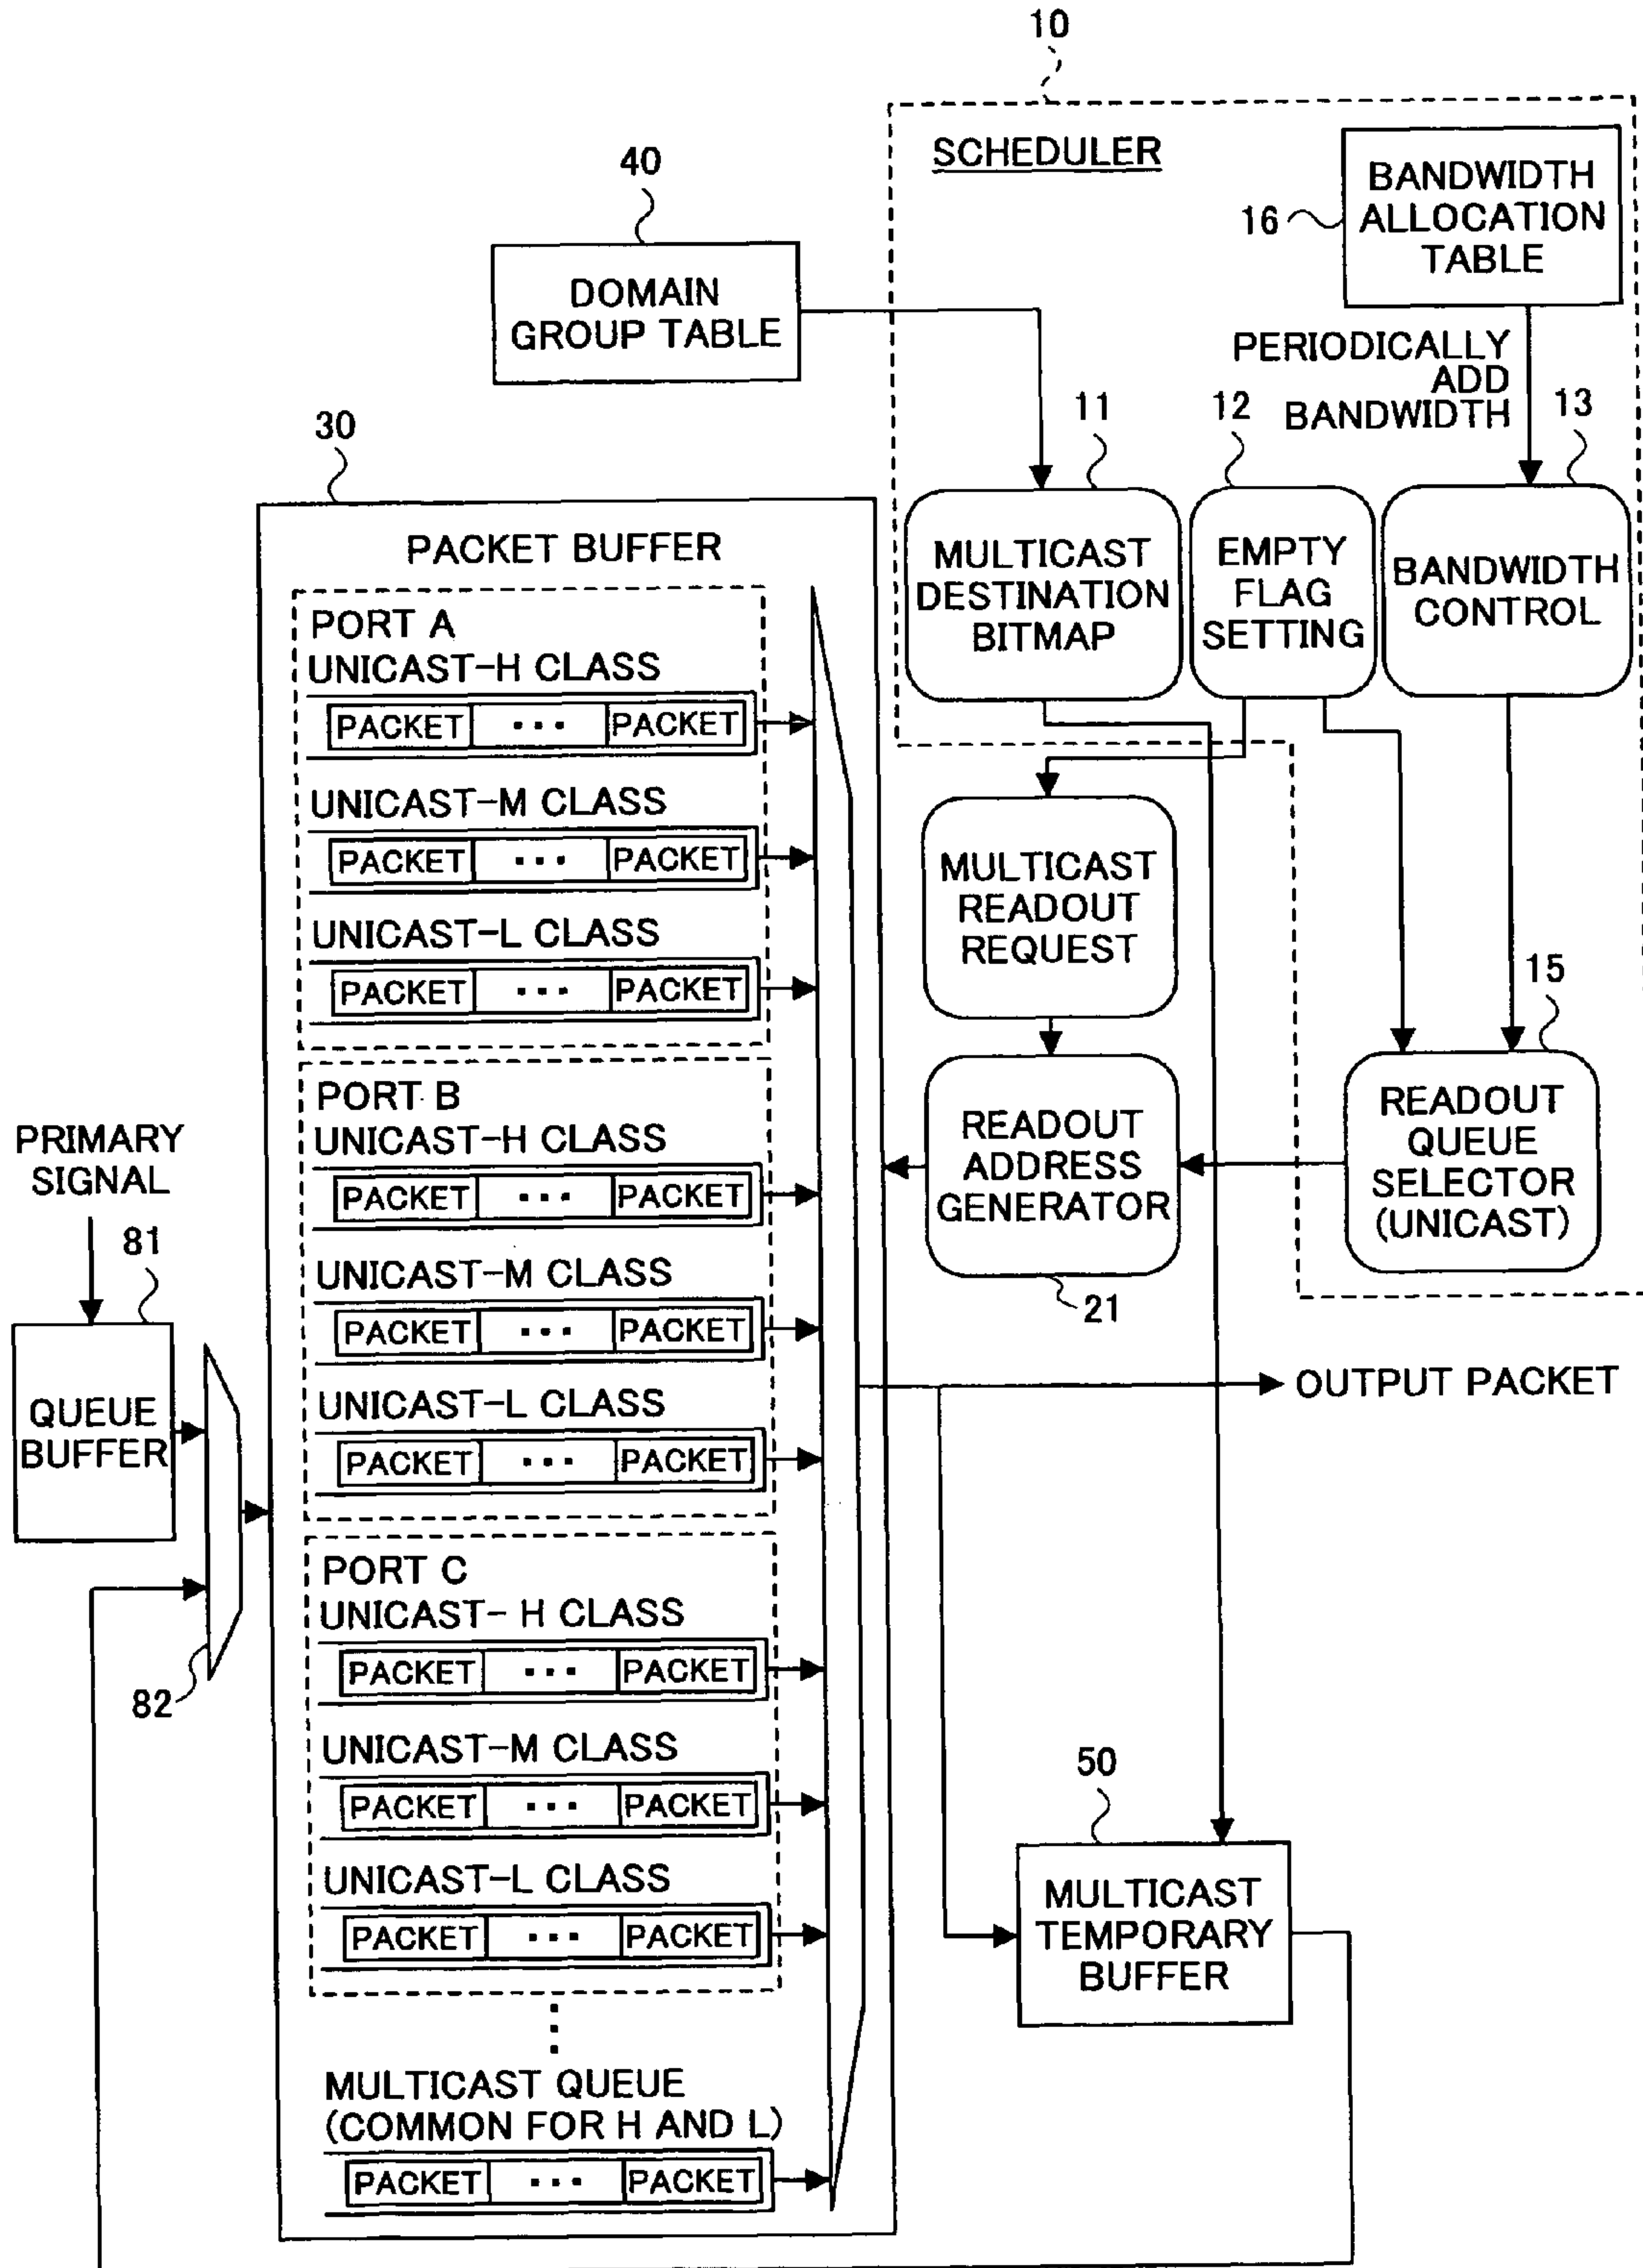 10
SCHEDULER
BANDWIDTH
ALLOCATION
TABLE
16
40
DOMAIN
GROUP TABLE
PERIODICALLY
ADD
BANDWIDTH
11
12
13
30
MULTICAST
DESTINATION
BITMAP
EMPTY
FLAG
SETTING
BANDWIDTH
CONTROL
PACKET BUFFER
PORT A
UNICAST-H CLASS
PACKET ... PACKET
UNICAST-M CLASS
PACKET ... PACKET
UNICAST-L CLASS
PACKET ... PACKET
MULTICAST
READOUT
REQUEST
15
PORT B
UNICAST-H CLASS
PACKET ... PACKET
UNICAST-M CLASS
PACKET ... PACKET
UNICAST-L CLASS
PACKET ... PACKET
READOUT
ADDRESS
GENERATOR
21
READOUT
QUEUE
SELECTOR
(UNICAST)
PRIMARY
SIGNAL
81
QUEUE
BUFFER
82
OUTPUT PACKET
PORT C
UNICAST- H CLASS
PACKET ... PACKET
UNICAST-M CLASS
PACKET ... PACKET
UNICAST-L CLASS
PACKET ... PACKET
50
MULTICAST
TEMPORARY
BUFFER
MULTICAST QUEUE
(COMMON FOR H AND L)
PACKET ... PACKET